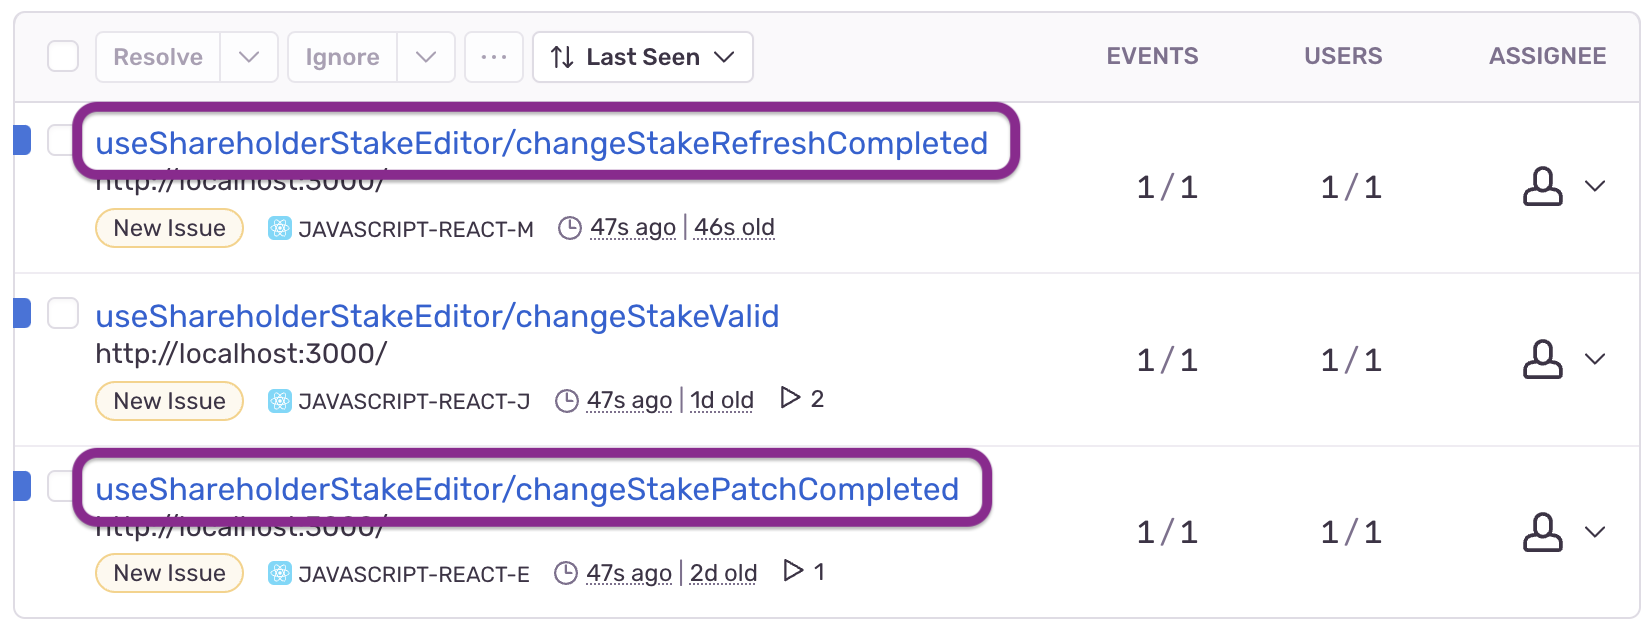 Resolve Ignore ... Last Seen EVENTS USERS ASSIGNEE
useShareholderStakeEditor/changeStakeRefreshCompleted
http://localhost:3000/
1/1 1/1
New Issue JAVASCRIPT-REACT-M 47s ago | 46s old
useShareholderStakeEditor/changeStakeValid
http://localhost:3000/
1/1 1/1
New Issue JAVASCRIPT-REACT-J 47s ago | 1d old 2
useShareholderStakeEditor/changeStakePatchCompleted
http://localhost:3000/
1/1 1/1
New Issue JAVASCRIPT-REACT-E 47s ago | 2d old 1